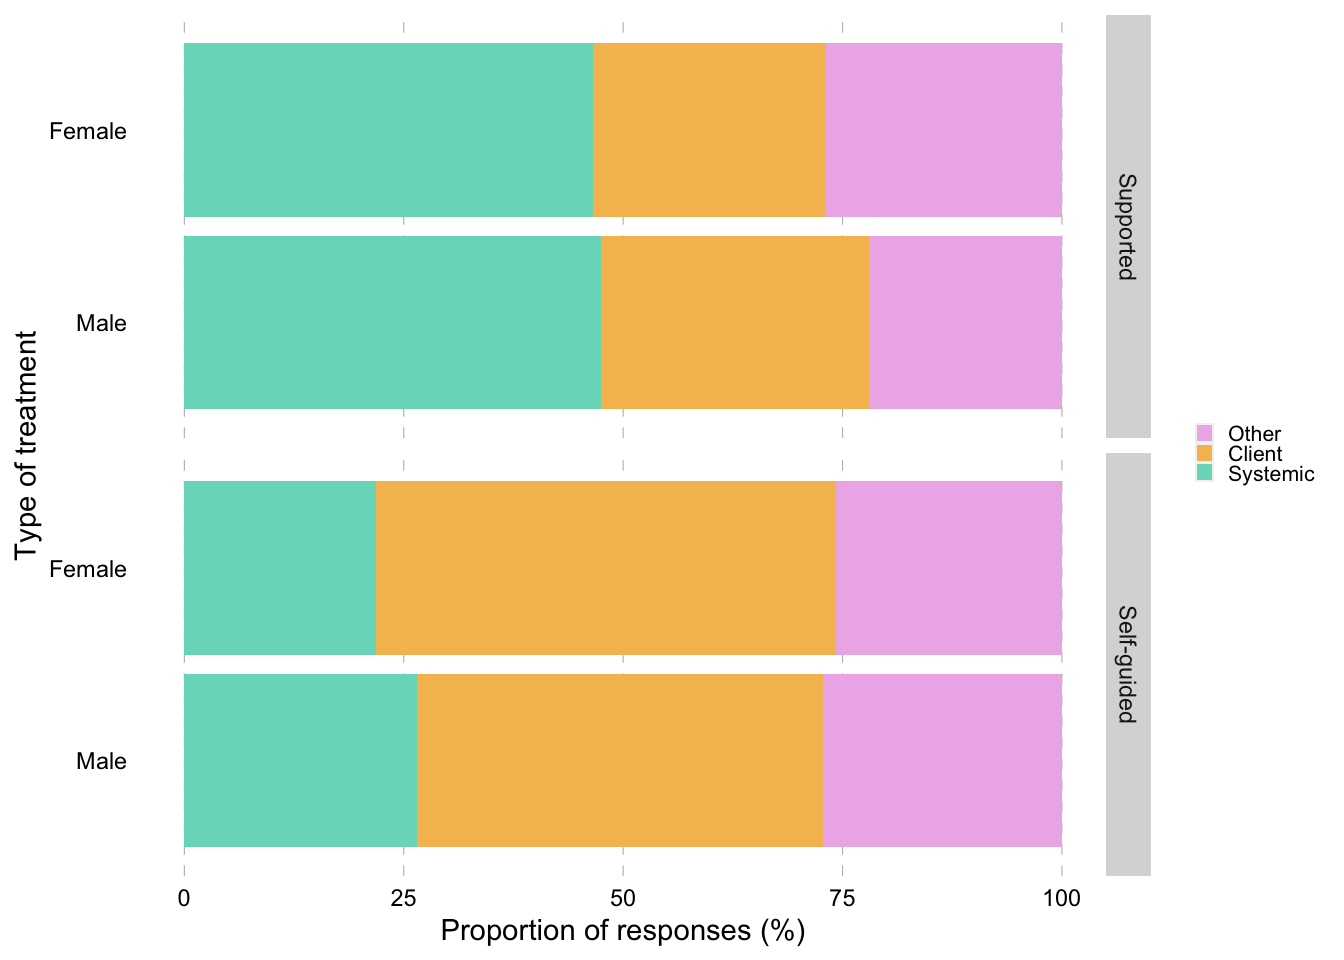 Type of treatment
Female
Male
Supported
Female
Male
Self-guided
0 25 50 75 100
Proportion of responses (%)
Other
Client
Systemic